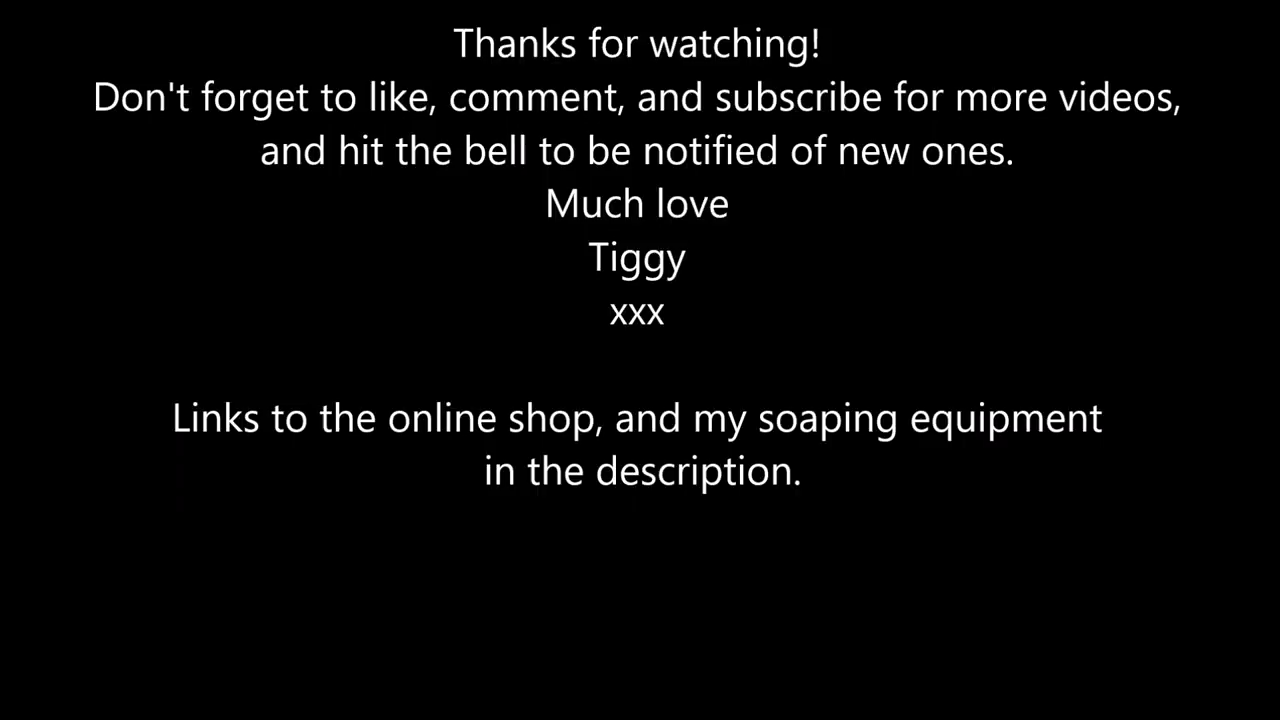 Thanks for watching!
Don't forget to like, comment, and subscribe for more videos,
and hit the bell to be notified of new ones.
Much love
Tiggy
xxx
Links to the online shop, and my soaping equipment
in the description.